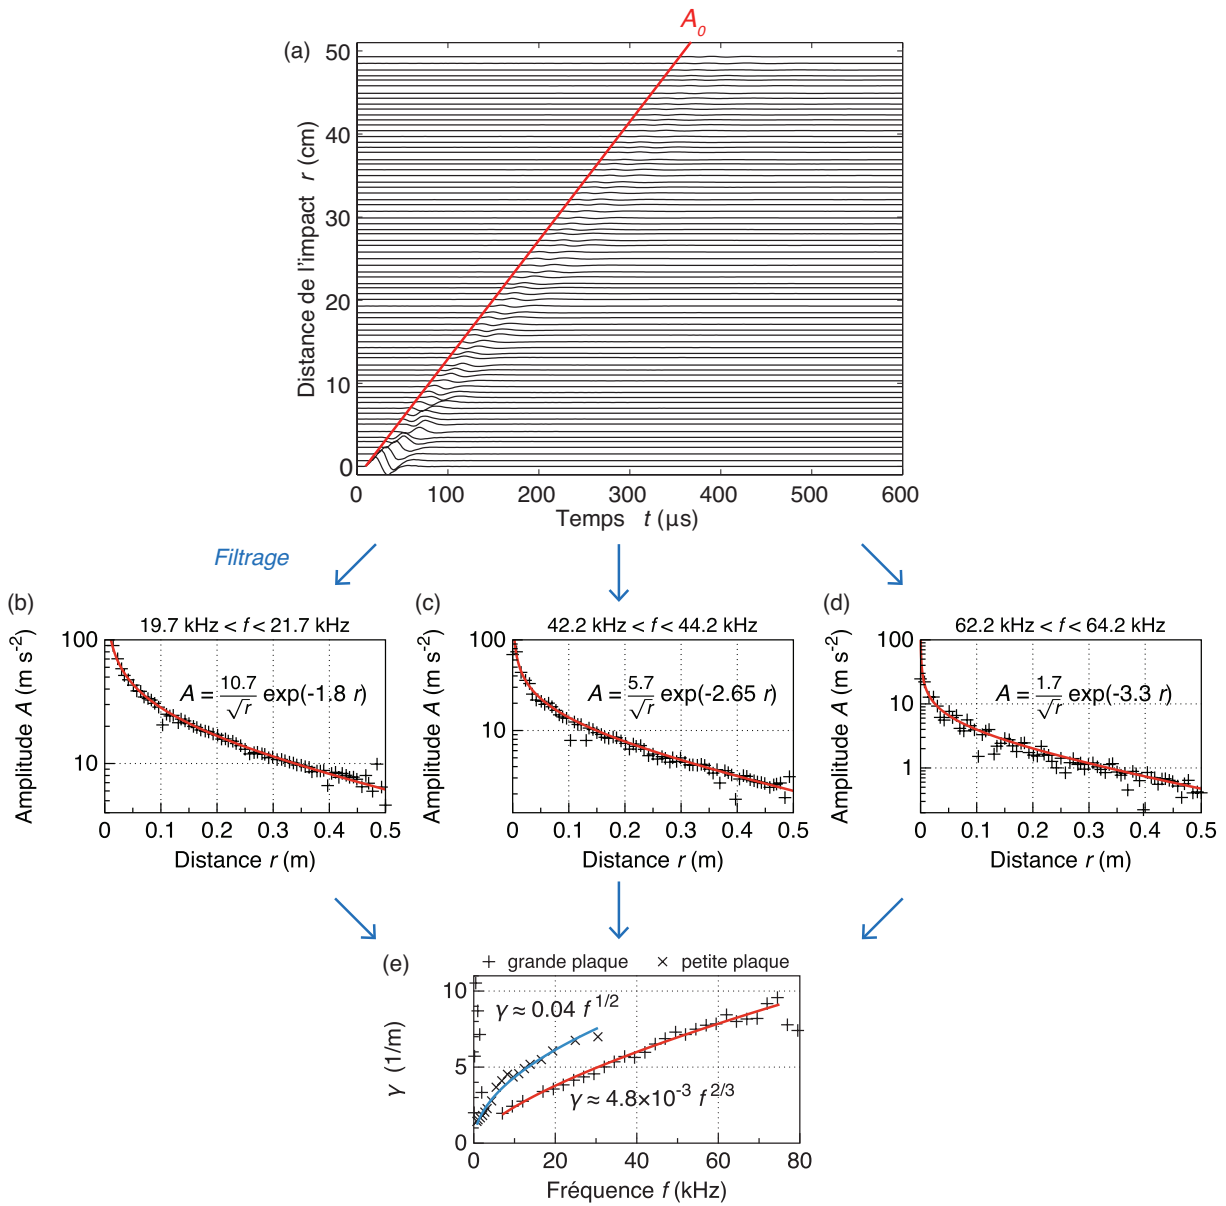 (a)
A₀
Distance de l'impact r (cm)
50
40
30
20
10
0
0 100 200 300 400 500 600
Temps t (µs)
Filtrage
(b)
19.7 kHz < f < 21.7 kHz
Amplitude A (m s⁻²)
100
10
A = 10.7/√r exp(-1.8 r)
0 0.1 0.2 0.3 0.4 0.5
Distance r (m)
(c)
42.2 kHz < f < 44.2 kHz
Amplitude A (m s⁻²)
100
10
A = 5.7/√r exp(-2.65 r)
0 0.1 0.2 0.3 0.4 0.5
Distance r (m)
(d)
62.2 kHz < f < 64.2 kHz
Amplitude A (m s⁻²)
100
10
1
A = 1.7/√r exp(-3.3 r)
0 0.1 0.2 0.3 0.4 0.5
Distance r (m)
(e)
+ grande plaque × petite plaque
γ (1/m)
10
5
0
γ ≈ 0.04 f^1/2
γ ≈ 4.8×10⁻³ f^2/3
0 20 40 60 80
Fréquence f (kHz)